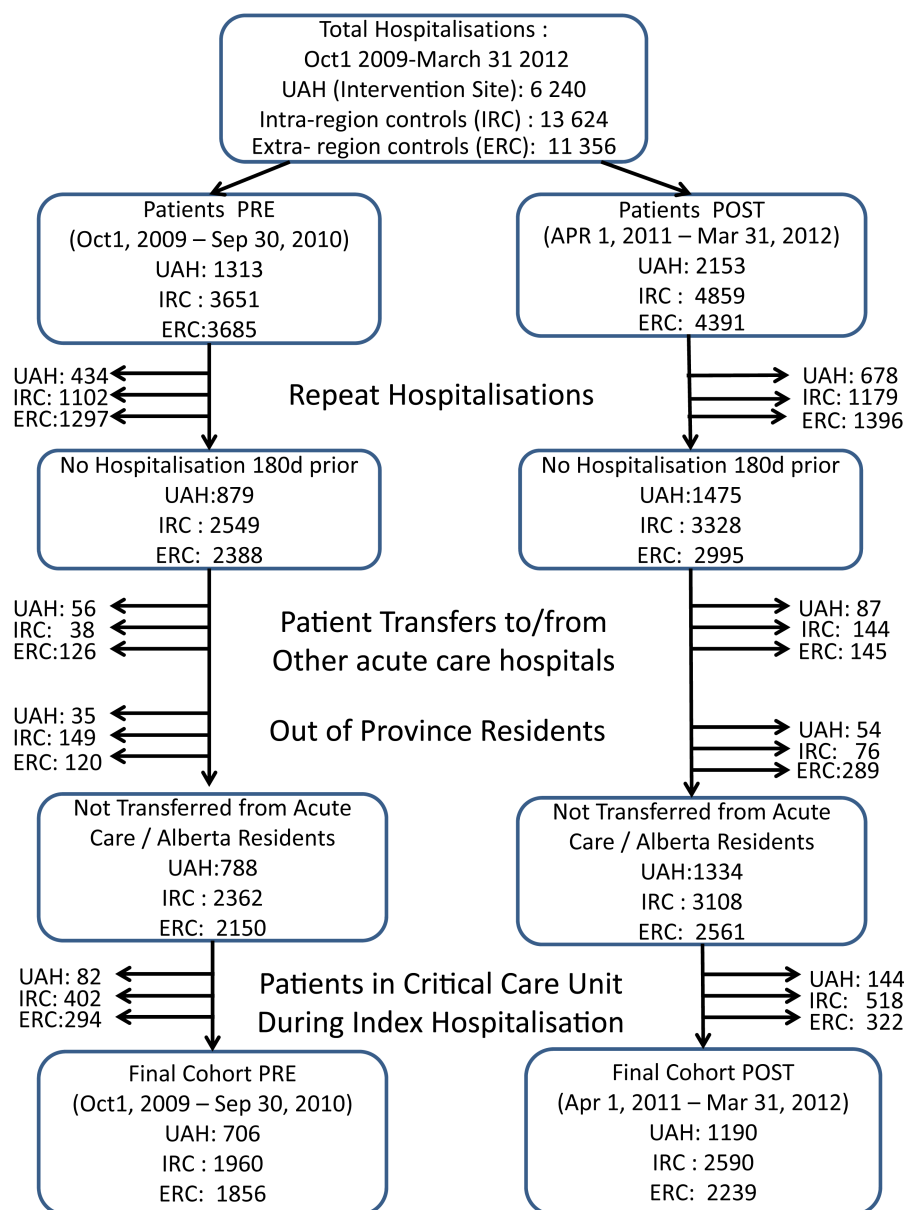 Total Hospitalisations :
Oct1 2009-March 31 2012
UAH (Intervention Site): 6 240
Intra-region controls (IRC) : 13 624
Extra- region controls (ERC): 11 356
Patients PRE
(Oct1, 2009 – Sep 30, 2010)
UAH: 1313
IRC : 3651
ERC:3685
Patients POST
(APR 1, 2011 – Mar 31, 2012)
UAH: 2153
IRC : 4859
ERC: 4391
UAH: 434
IRC: 1102
ERC:1297
Repeat Hospitalisations
UAH: 678
IRC: 1179
ERC: 1396
No Hospitalisation 180d prior
UAH:879
IRC : 2549
ERC: 2388
No Hospitalisation 180d prior
UAH:1475
IRC : 3328
ERC: 2995
UAH: 56
IRC: 38
ERC:126
Patient Transfers to/from
Other acute care hospitals
UAH: 87
IRC: 144
ERC: 145
UAH: 35
IRC: 149
ERC: 120
Out of Province Residents
UAH: 54
IRC: 76
ERC:289
Not Transferred from Acute
Care / Alberta Residents
UAH:788
IRC : 2362
ERC: 2150
Not Transferred from Acute
Care / Alberta Residents
UAH:1334
IRC : 3108
ERC: 2561
UAH: 82
IRC: 402
ERC:294
Patients in Critical Care Unit
During Index Hospitalisation
UAH: 144
IRC: 518
ERC: 322
Final Cohort PRE
(Oct1, 2009 – Sep 30, 2010)
UAH: 706
IRC : 1960
ERC: 1856
Final Cohort POST
(Apr 1, 2011 – Mar 31, 2012)
UAH: 1190
IRC : 2590
ERC: 2239